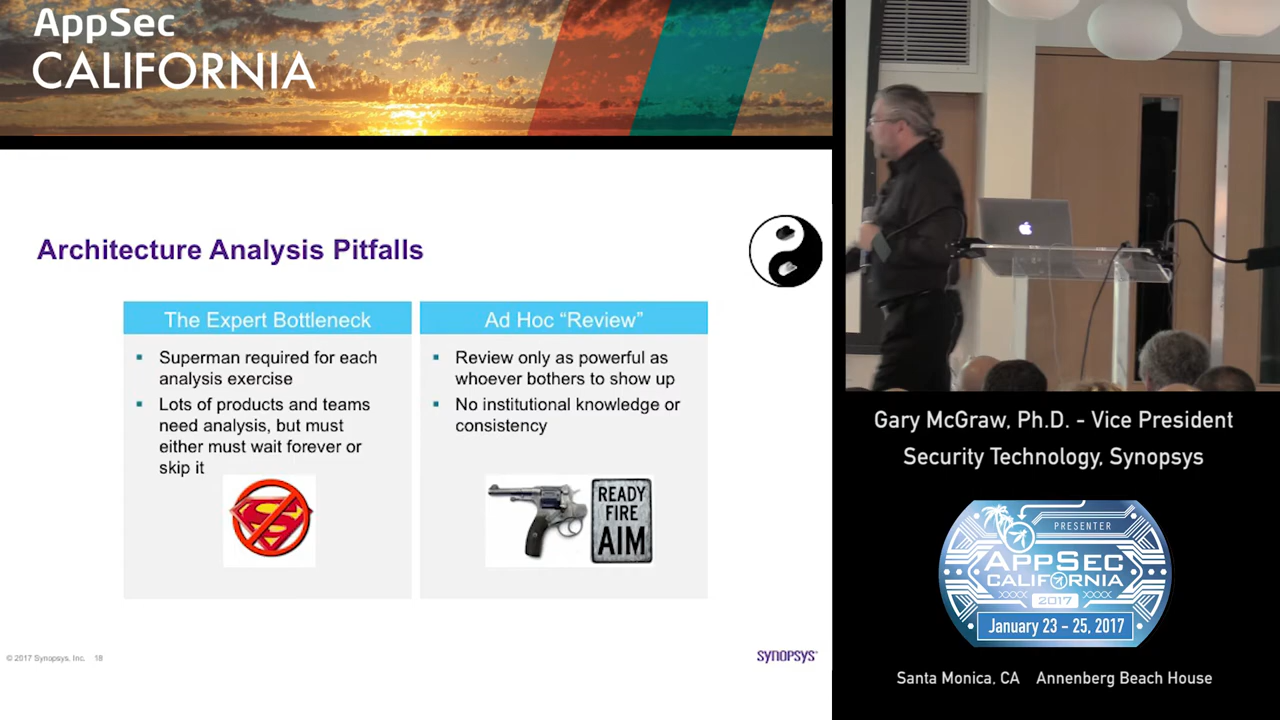 AppSec
CALIFORNIA
Architecture Analysis Pitfalls
The Expert Bottleneck
Superman required for each
analysis exercise
Lots of products and teams
need analysis, but must
either must wait forever or
skip it
Ad Hoc “Review”
Review only as powerful as
whoever bothers to show up
No institutional knowledge or
consistency
READY
FIRE
AIM
© 2017 Synopsys, Inc. 18
SYNOPSYS®
Gary McGraw, Ph.D. - Vice President
Security Technology, Synopsys
PRESENTER
APPSEC
CALIFORNIA
2017
January 23 - 25, 2017
Santa Monica, CA Annenberg Beach House